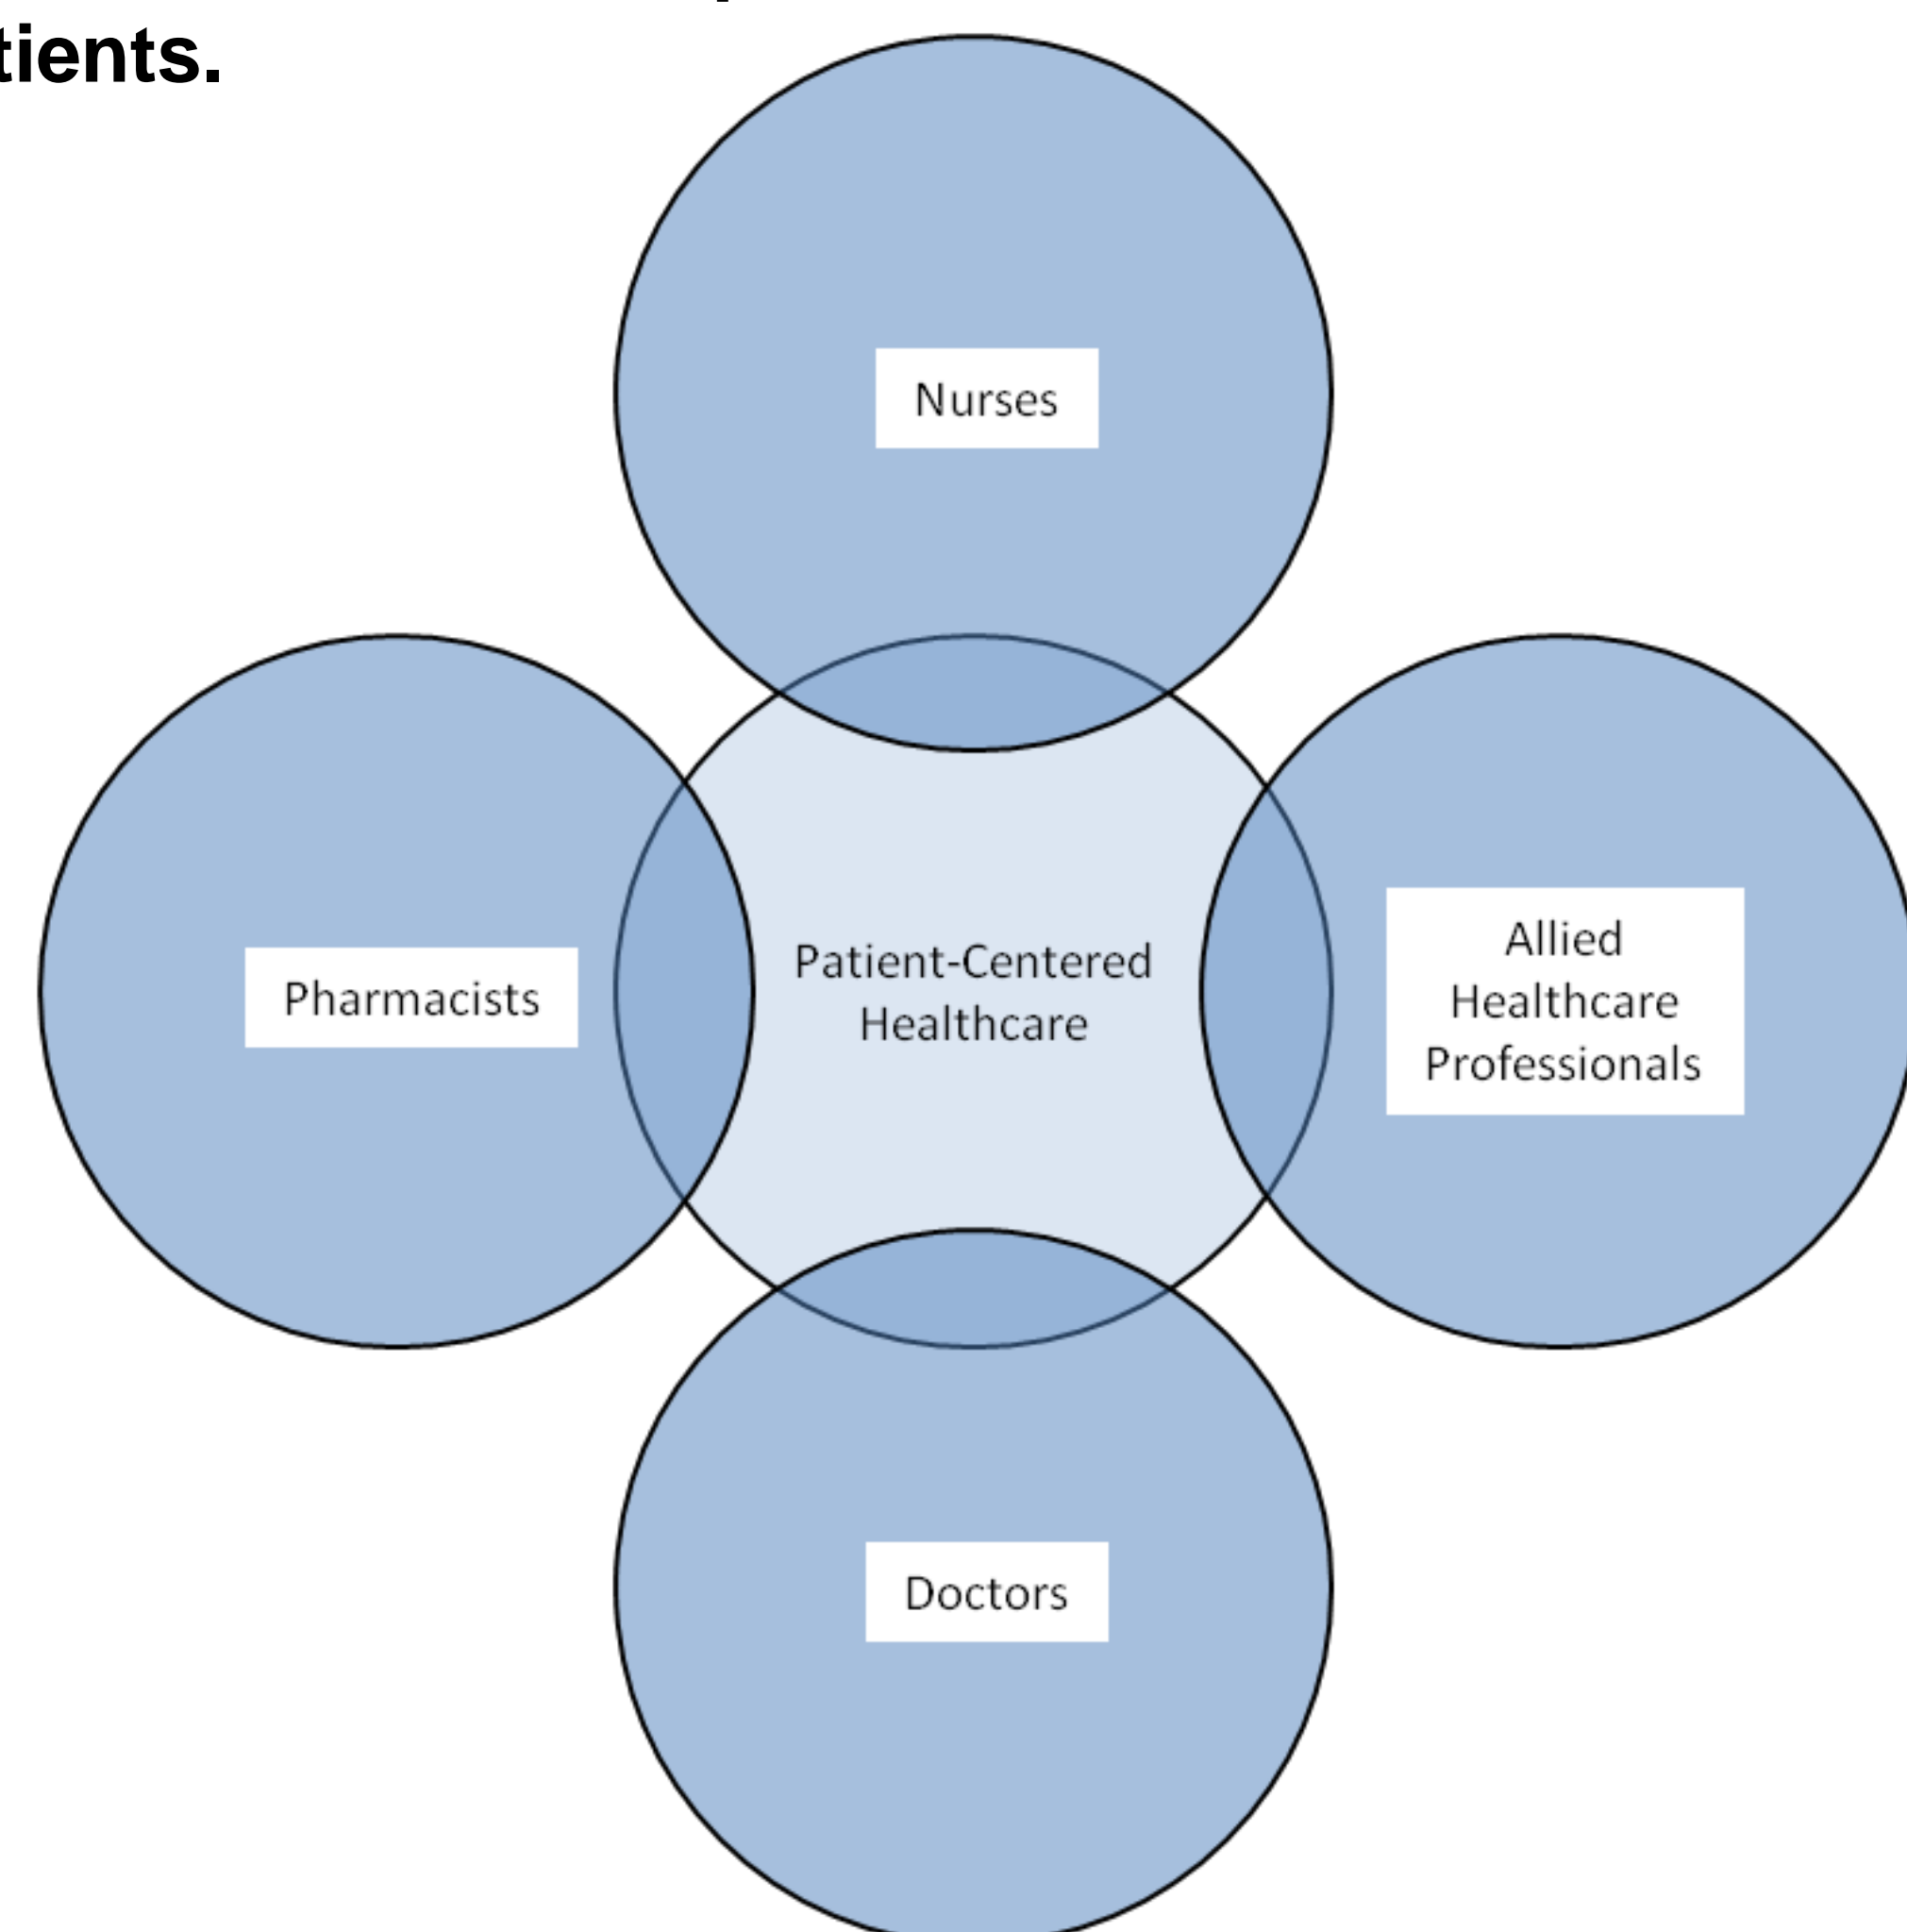 tients.
Nurses
Pharmacists
Patient-Centered
Healthcare
Allied
Healthcare
Professionals
Doctors